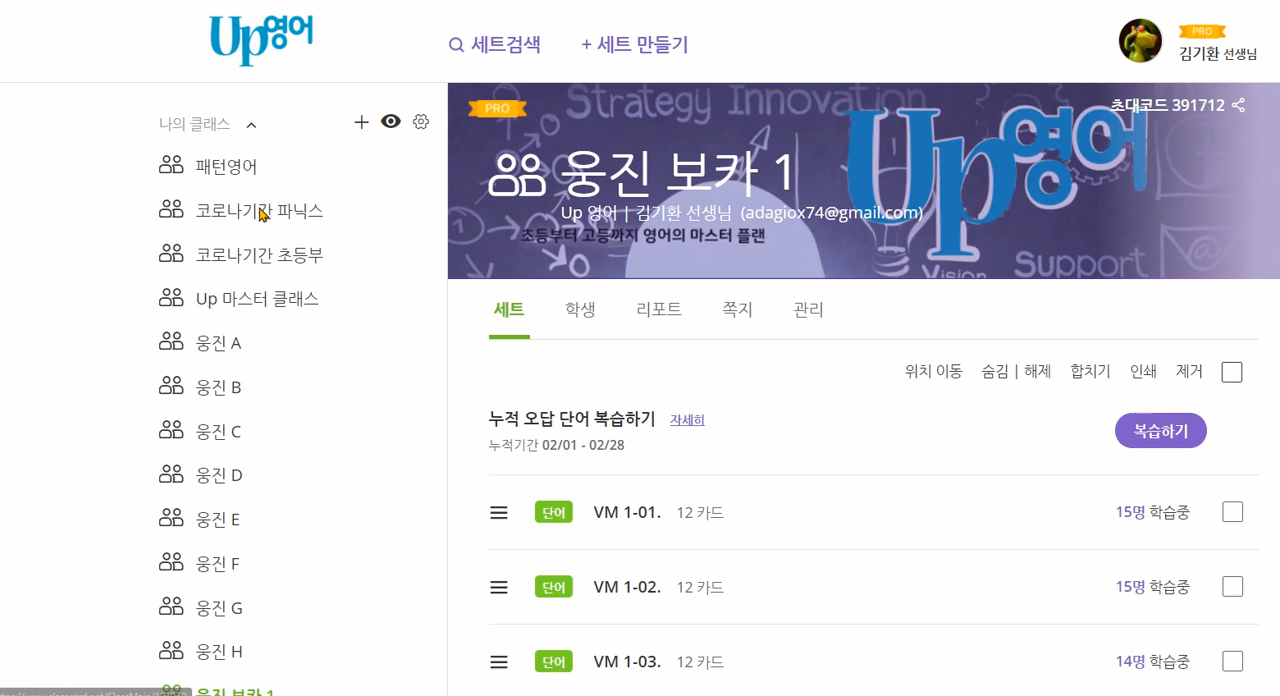 Up영어
세트검색
+ 세트 만들기
PRO
김기환 선생님
나의 클래스
패턴영어
코로나기간 파닉스
코로나기간 초등부
Up 마스터 클래스
웅진 A
웅진 B
웅진 C
웅진 D
웅진 E
웅진 F
웅진 G
웅진 H
웅진 보카 1
PRO
Strategy Innovation
초대코드 391712
Up영어
웅진 보카 1
Up 영어 | 김기환 선생님 (adagiox74@gmail.com)
초등부터 고등까지 영어의 마스터 플랜
Vision
Support
세트 학생 리포트 쪽지 관리
위치 이동 숨김 | 해제 합치기 인쇄 제거
누적 오답 단어 복습하기 자세히
누적기간 02/01 - 02/28
복습하기
단어 VM 1-01. 12 카드 15명 학습중
단어 VM 1-02. 12 카드 15명 학습중
단어 VM 1-03. 12 카드 14명 학습중